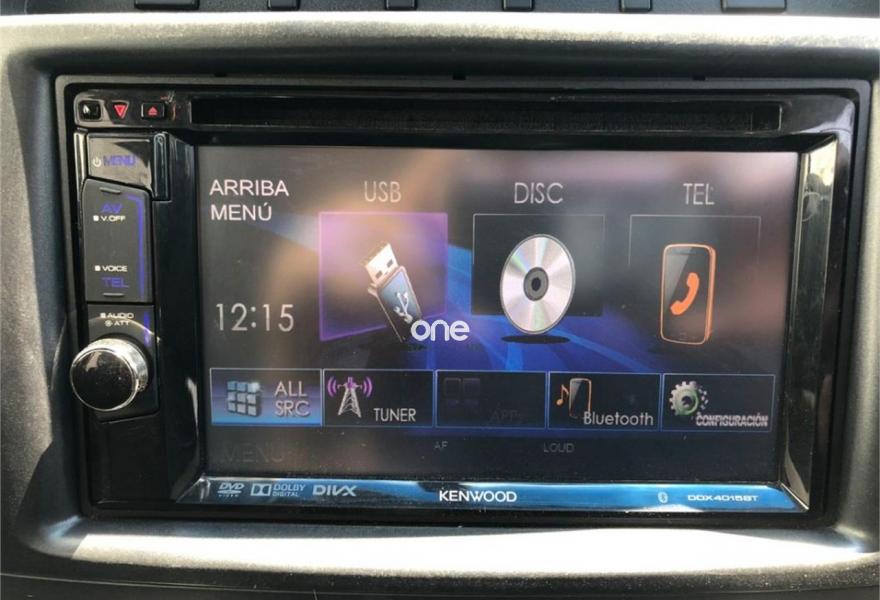 MENU
AV
V.OFF
VOICE
TEL
AUDIO
ATT
ARRIBA
MENÚ
USB
DISC
TEL
12:15
one
ALL
SRC
TUNER
APPs
Bluetooth
CONFIGURACIÓN
MENU
AF
LOUD
DVD
VIDEO
DOLBY
DIGITAL
DIVX
KENWOOD
DDX4015BT